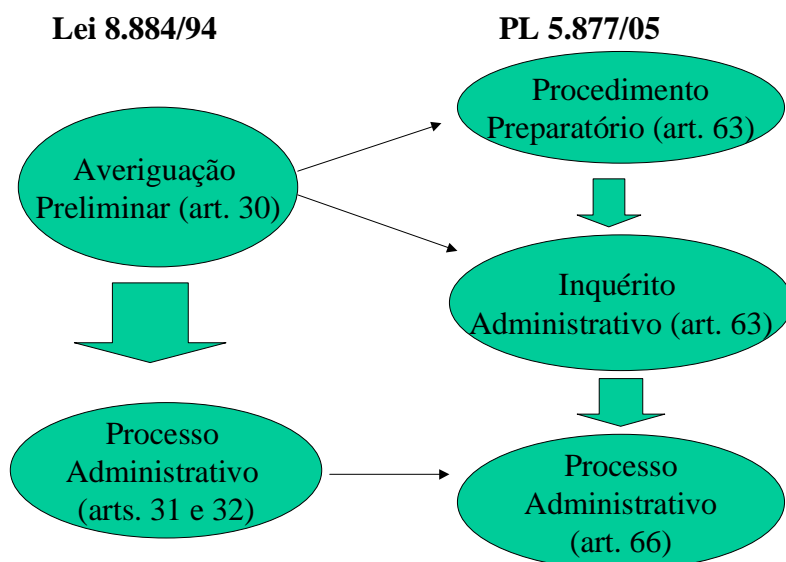 Lei 8.884/94
PL 5.877/05
Averiguação
Preliminar (art. 30)
Processo
Administrativo
(arts. 31 e 32)
Procedimento
Preparatório (art. 63)
Inquérito
Administrativo (art. 63)
Processo
Administrativo
(art. 66)